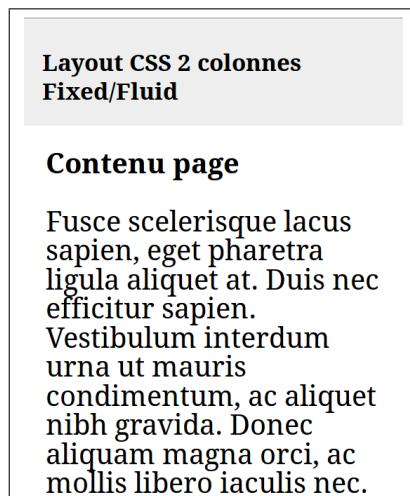 Layout CSS 2 colonnes
Fixed/Fluid
Contenu page
Fusce scelerisque lacus
sapien, eget pharetra
ligula aliquet at. Duis nec
efficitur sapien.
Vestibulum interdum
urna ut mauris
condimentum, ac aliquet
nibh gravida. Donec
aliquam magna orci, ac
mollis libero iaculis nec.